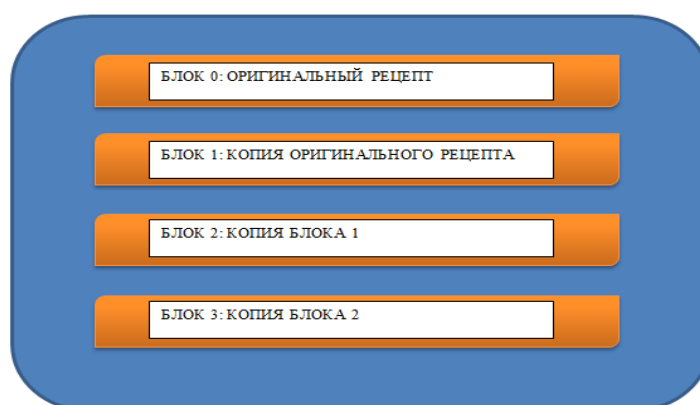 БЛОК 0: ОРИГИНАЛЬНЫЙ РЕЦЕПТ
БЛОК 1: КОПИЯ ОРИГИНАЛЬНОГО РЕЦЕПТА
БЛОК 2: КОПИЯ БЛОКА 1
БЛОК 3: КОПИЯ БЛОКА 2